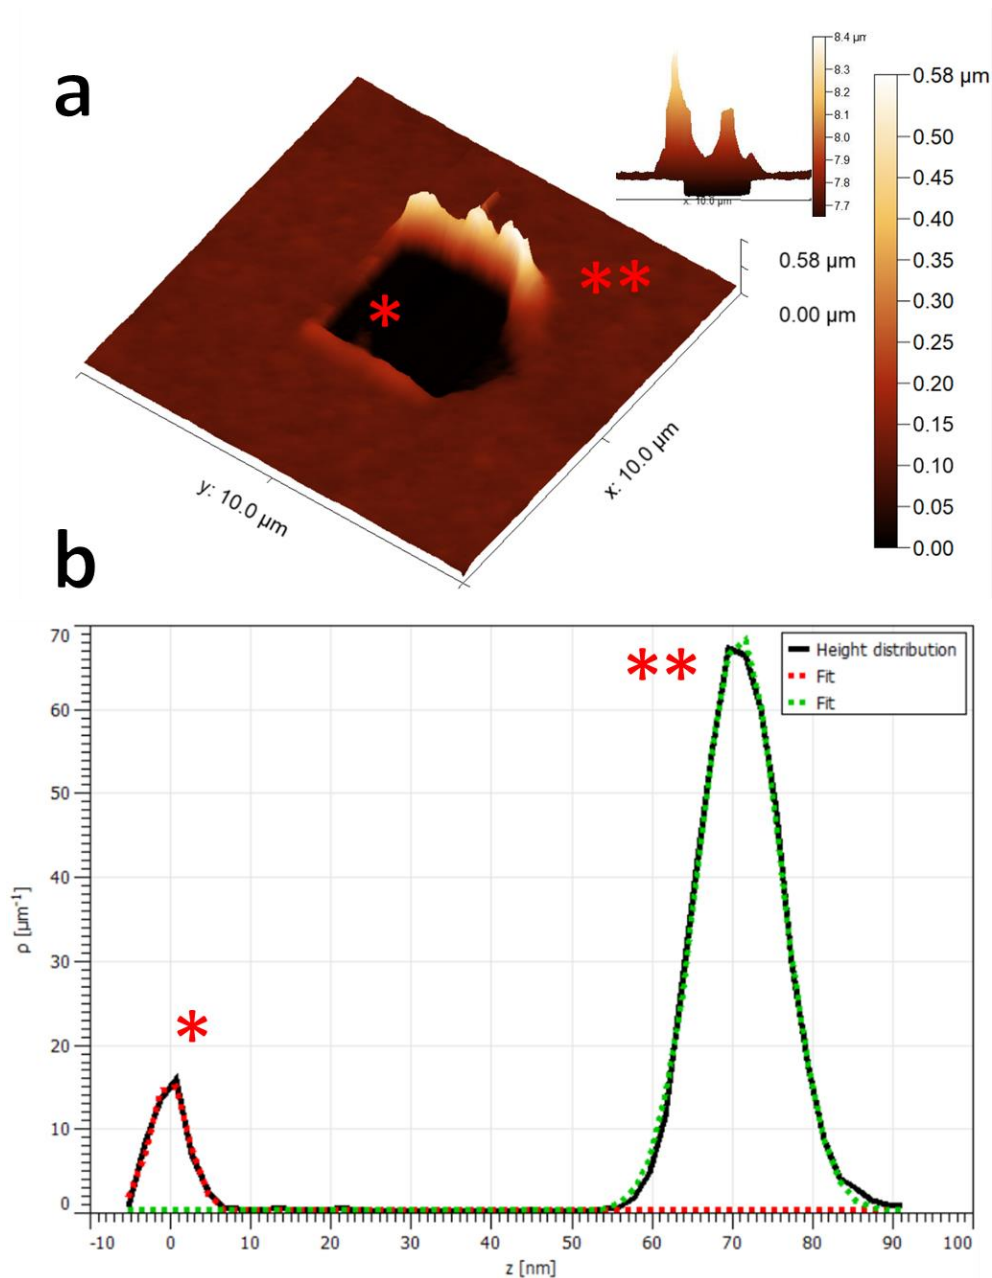 a
8.4 µm
8.3
8.2
8.1
8.0
7.9
7.8
7.7
x: 10.0 µm
0.58 µm
0.50
0.45
0.40
0.35
0.30
0.25
0.20
0.15
0.10
0.05
0.00
0.58 µm
0.00 µm
*
**
y: 10.0 µm
x: 10.0 µm
b
70
60
50
40
30
20
10
0
ρ [µm-1]
**
*
Height distribution
Fit
Fit
-10 0 10 20 30 40 50 60 70 80 90 100
z [nm]